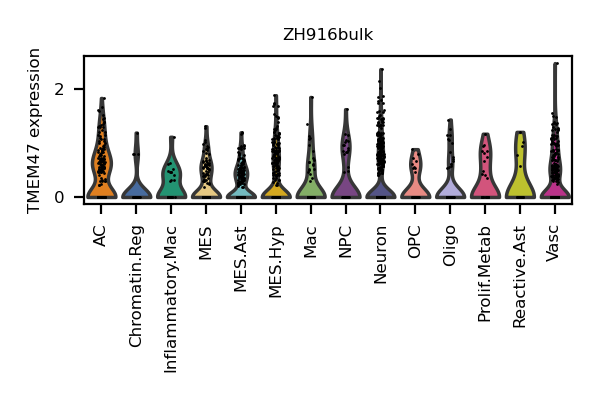 ZH916bulk
TMEM47 expression
2
0
AC
Chromatin.Reg
Inflammatory.Mac
MES
MES.Ast
MES.Hyp
Mac
NPC
Neuron
OPC
Oligo
Prolif.Metab
Reactive.Ast
Vasc